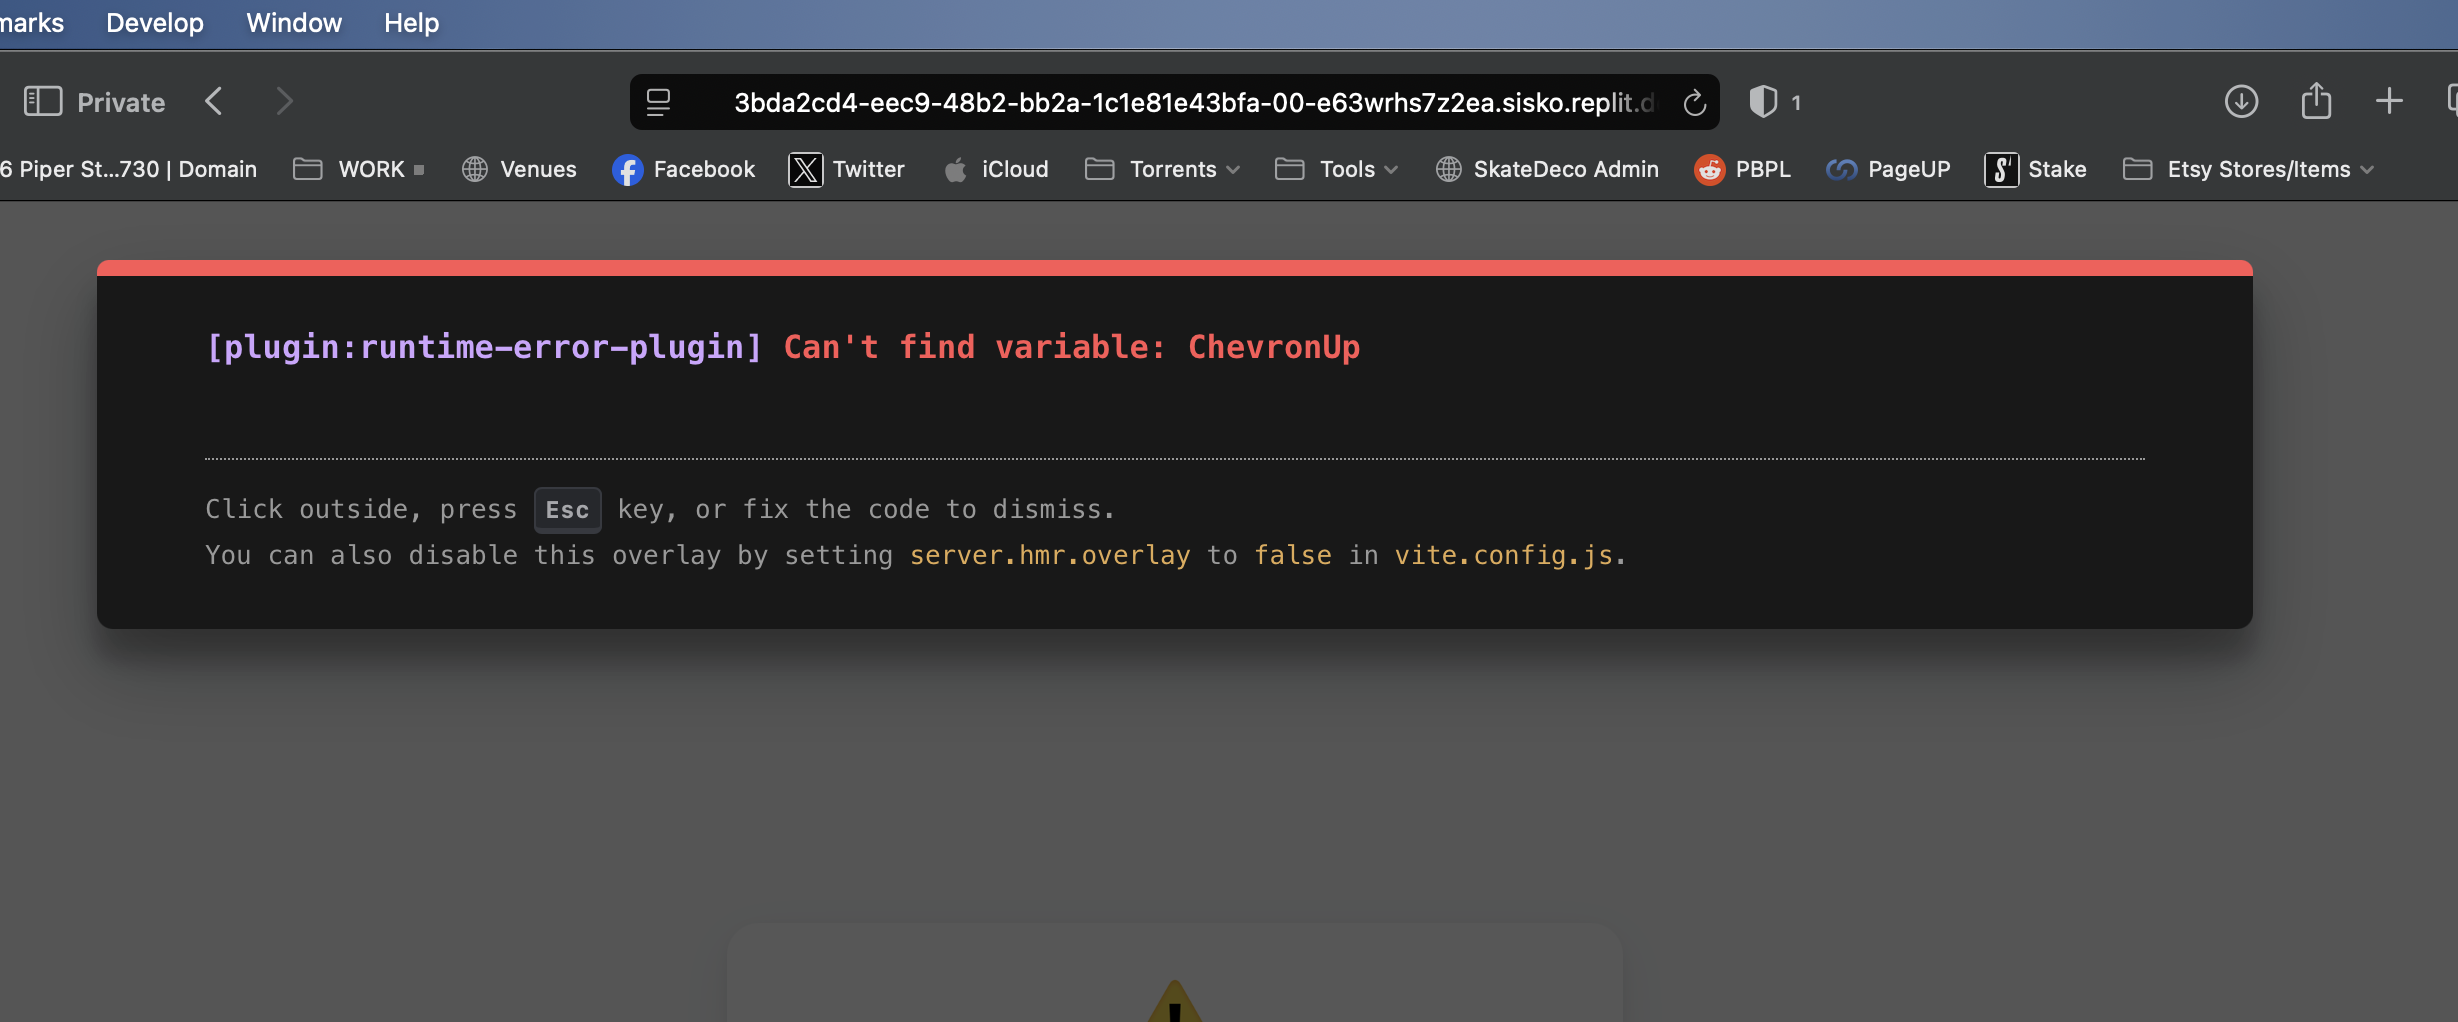 Develop Window Help
Private 3bda2cd4-eec9-48b2-bb2a-1c1e81e43bfa-00-e63wrhs7z2ea.sisko.replit.d 1
6 Piper St...730 | Domain WORK Venues Facebook Twitter iCloud Torrents Tools SkateDeco Admin PBPL PageUP Stake Etsy Stores/Items
[plugin:runtime-error-plugin] Can't find variable: ChevronUp
Click outside, press Esc key, or fix the code to dismiss.
You can also disable this overlay by setting server.hmr.overlay to false in vite.config.js.